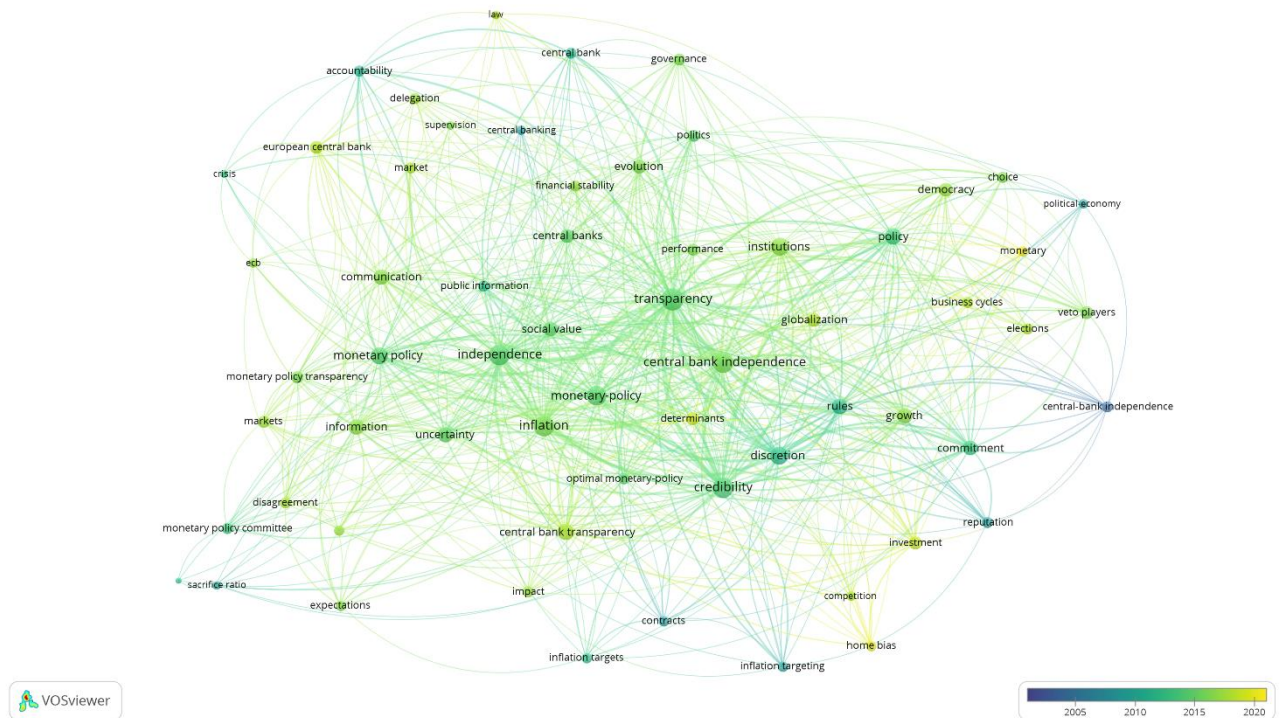 law
central bank
governance
accountability
delegation
supervision
central banking
politics
european central bank
market
evolution
crisis
financial stability
choice
democracy
political-economy
central banks
performance
institutions
policy
monetary
ecb
communication
public information
transparency
business cycles
veto players
social value
globalization
elections
monetary policy
independence
central bank independence
monetary policy transparency
monetary-policy
rules
central-bank independence
markets
information
uncertainty
inflation
determinants
growth
discretion
commitment
optimal monetary-policy
credibility
disagreement
monetary policy committee
central bank transparency
reputation
investment
sacrifice ratio
expectations
impact
competition
contracts
home bias
inflation targets
inflation targeting
VOSviewer
2005 2010 2015 2020